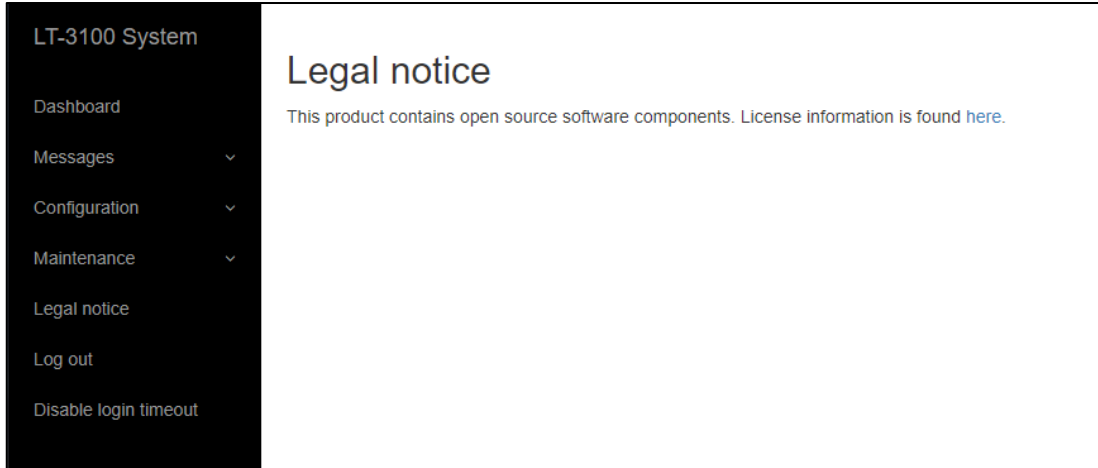 LT-3100 System
Dashboard
Messages
Configuration
Maintenance
Legal notice
Log out
Disable login timeout
Legal notice
This product contains open source software components. License information is found here.